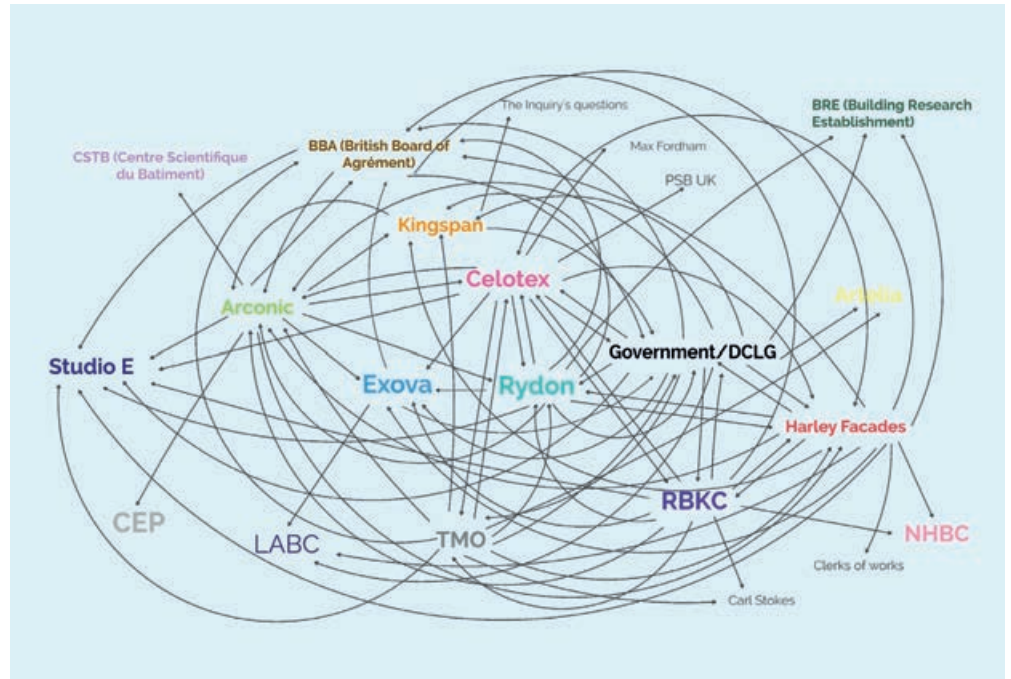 The Inquiry's questions
BRE (Building Research
Establishment)
BBA (British Board of
Agrément)
Max Fordham
CSTB (Centre Scientifique
du Batiment)
PSB UK
Kingspan
Celotex
Artelia
Arconic
Government/DCLG
Studio E
Exova
Rydon
Harley Facades
RBKC
CEP
LABC
TMO
NHBC
Clerks of works
Carl Stokes